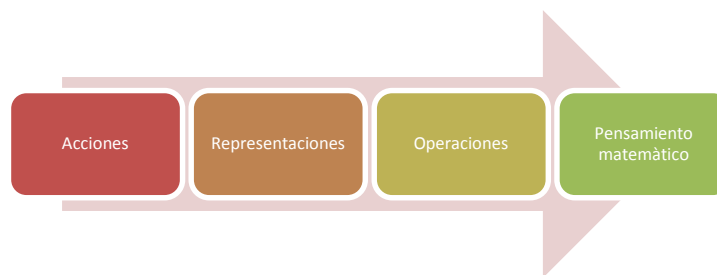 Acciones
Representaciones
Operaciones
Pensamiento
matemàtico